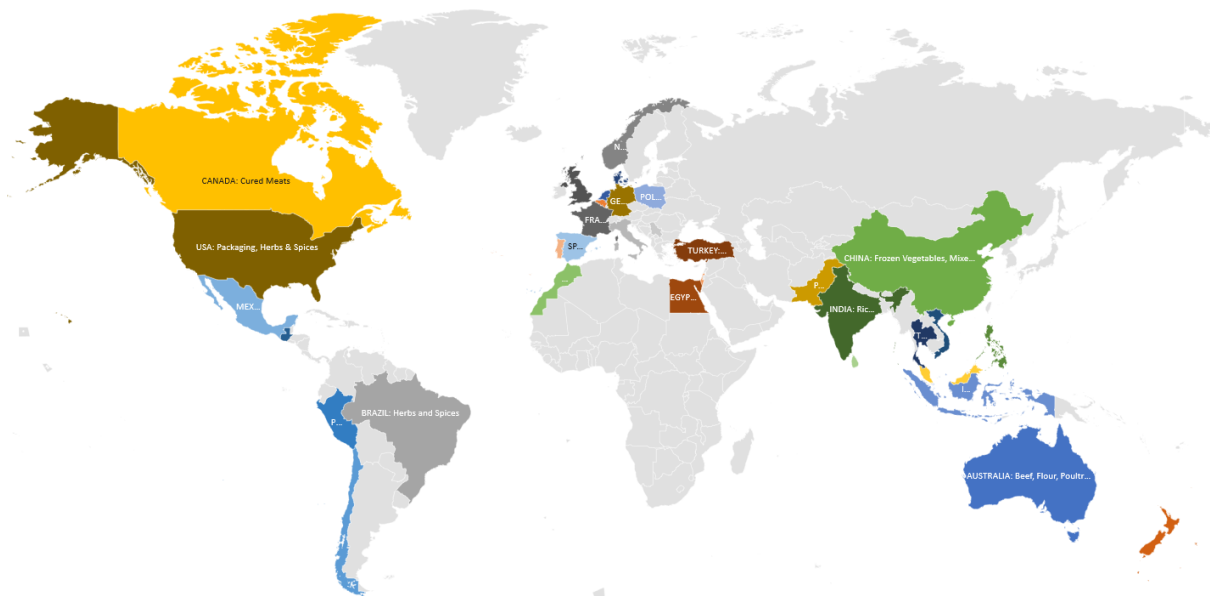 CANADA: Cured Meats
USA: Packaging, Herbs & Spices
MEX...
P...
BRAZIL: Herbs and Spices
N...
GE...
POL...
FRA...
SP...
TURKEY:...
EGYP...
P...
CHINA: Frozen Vegetables, Mixe...
INDIA: Ric...
I...
AUSTRALIA: Beef, Flour, Poultr...